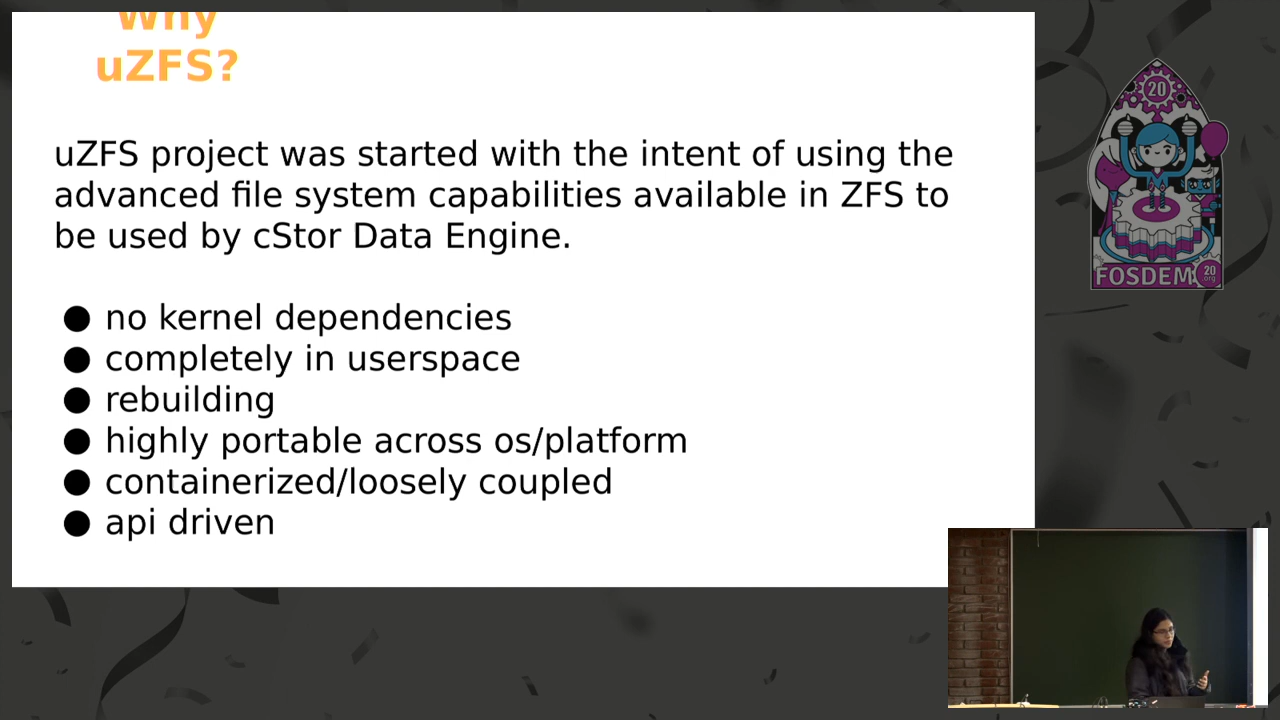 Why
uZFS?
uZFS project was started with the intent of using the
advanced file system capabilities available in ZFS to
be used by cStor Data Engine.
● no kernel dependencies
● completely in userspace
● rebuilding
● highly portable across os/platform
● containerized/loosely coupled
● api driven
20
FOSDEM
20
org